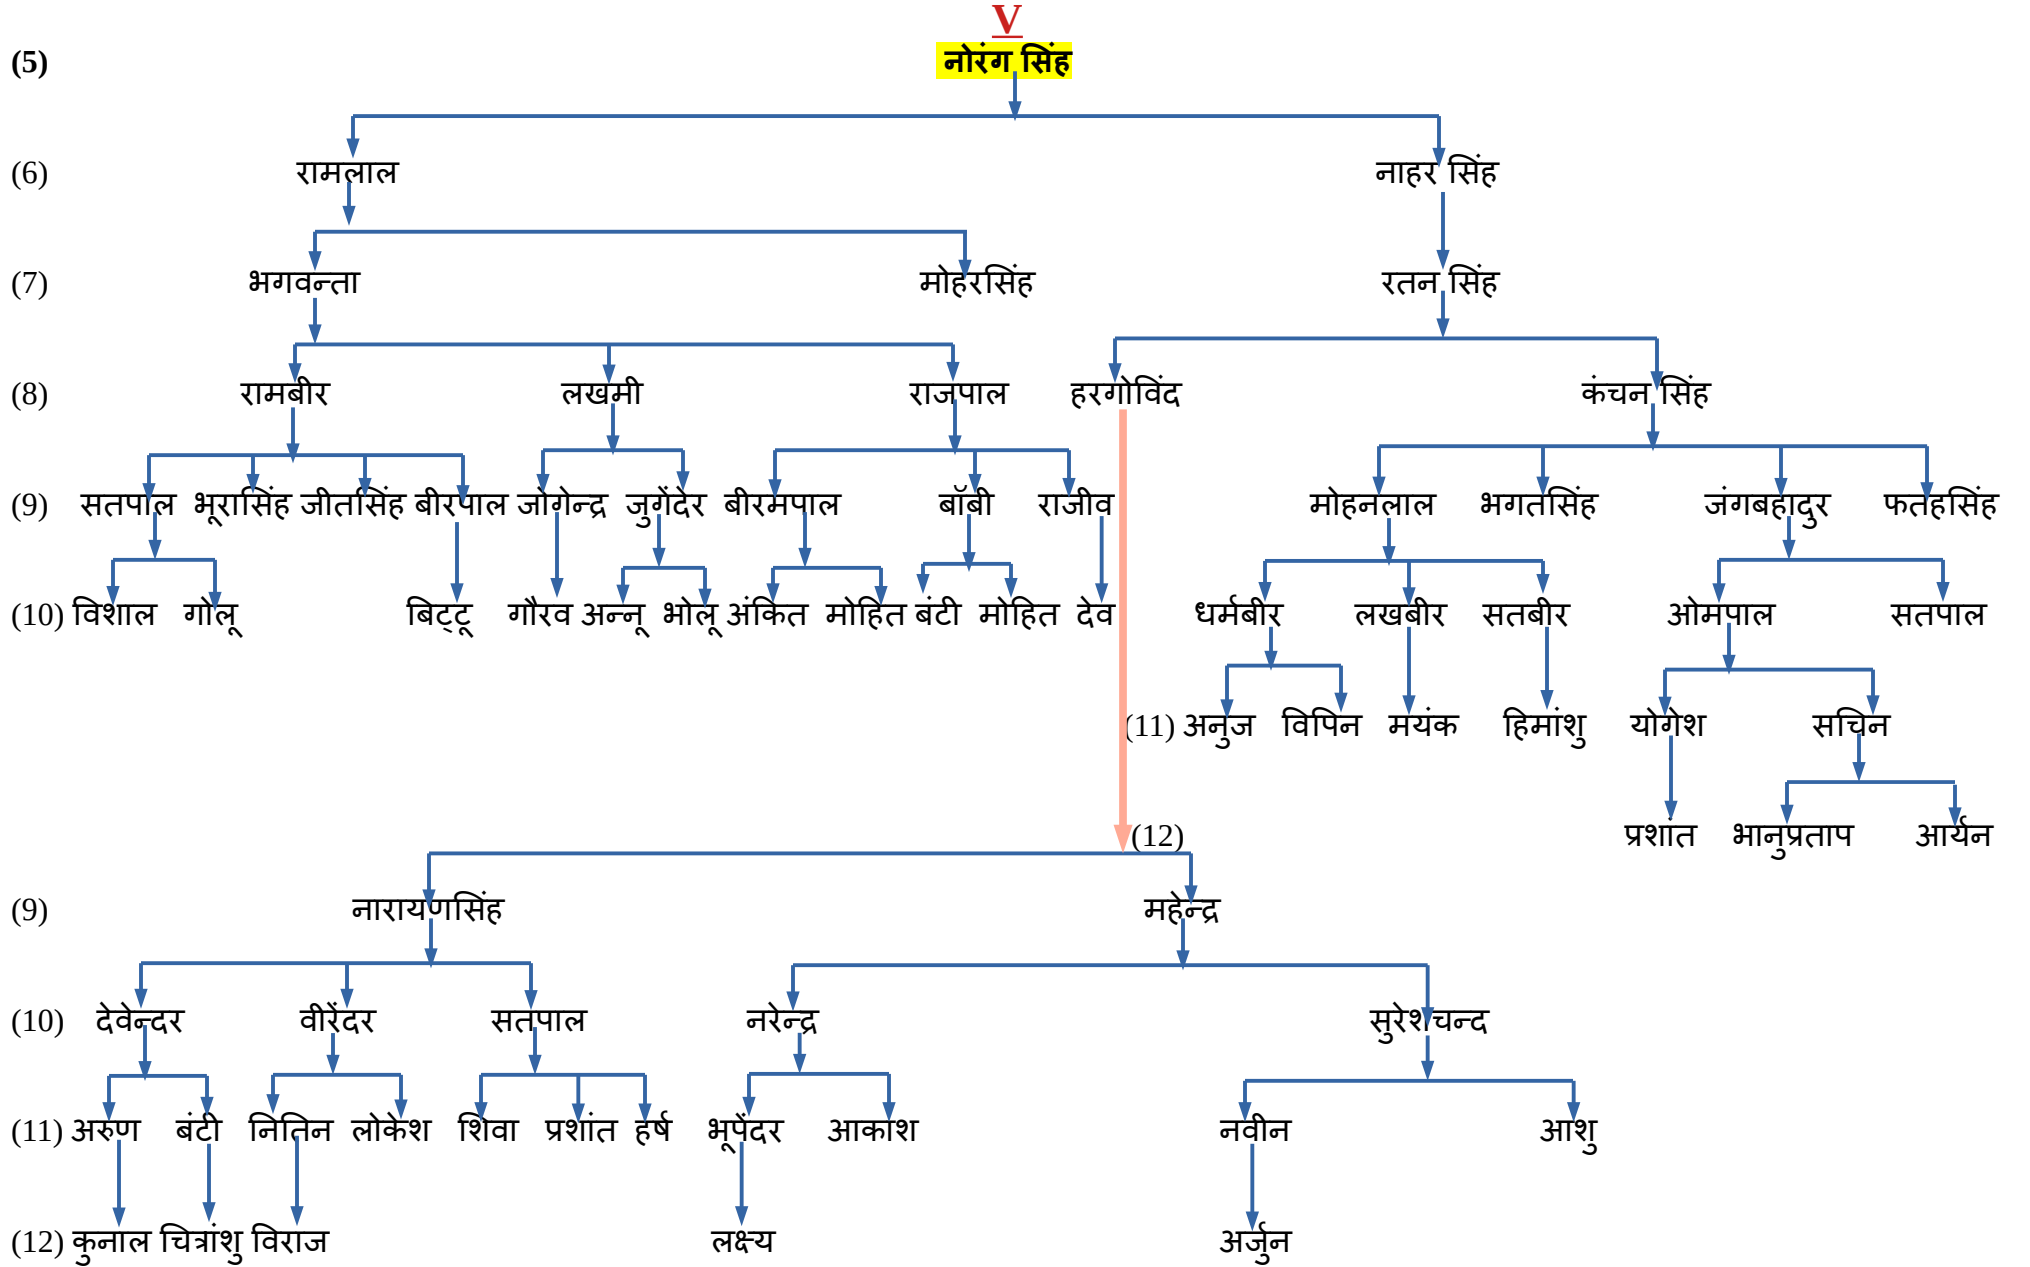 V
(5) नोरंग सिंह
(6) रामलाल नाहर सिंह
(7) भगवन्ता मोहरसिंह रतन सिंह
(8) रामबीर लखमी राजपाल हरगोविंद कंचन सिंह
(9) सतपाल भूरासिंह जीतसिंह बीरपाल जोगेन्द्र जुगेंदेर बीरमपाल बॉबी राजीव मोहनलाल भगतसिंह जंगबहादुर फतहसिंह
(10) विशाल गोलू बिट्टू गौरव अन्नू भोलू अंकित मोहित बंटी मोहित देव धर्मबीर लखबीर सतबीर ओमपाल सतपाल
(11) अनुज विपिन मयंक हिमांशु योगेश सचिन
(12) प्रशांत भानुप्रताप आर्यन
(9) नारायणसिंह महेन्द्र
(10) देवेन्दर वीरेंदर सतपाल नरेन्द्र सुरेशचन्द
(11) अरुण बंटी नितिन लोकेश शिवा प्रशांत हर्ष भूपेंदर आकाश नवीन आशु
(12) कुनाल चित्रांशु विराज लक्ष्य अर्जुन